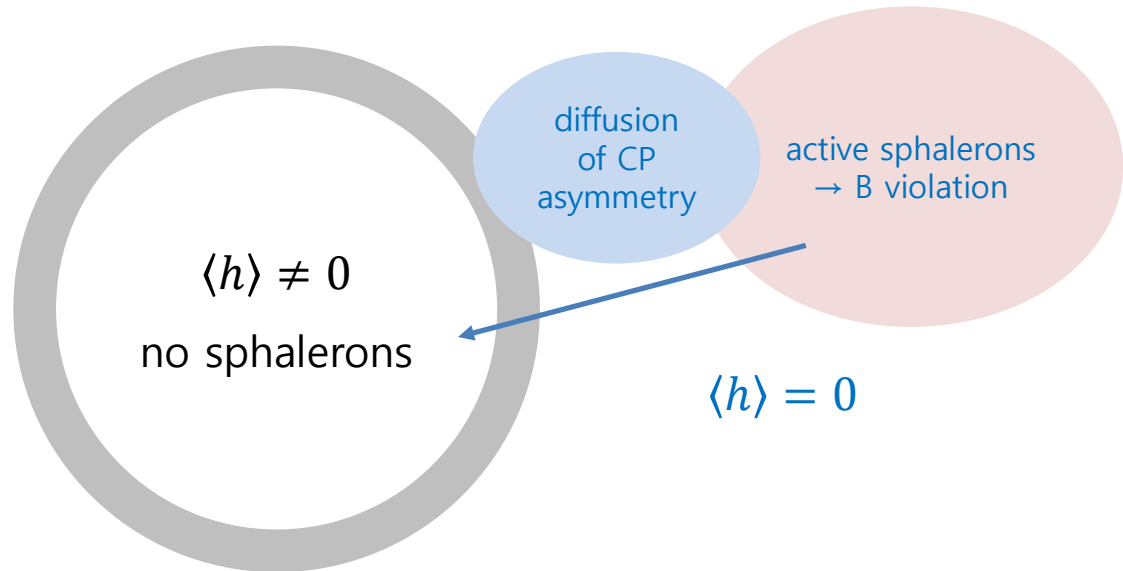 diffusion
of CP
asymmetry
active sphalerons
→ B violation
⟨h⟩ ≠ 0
no sphalerons
⟨h⟩ = 0